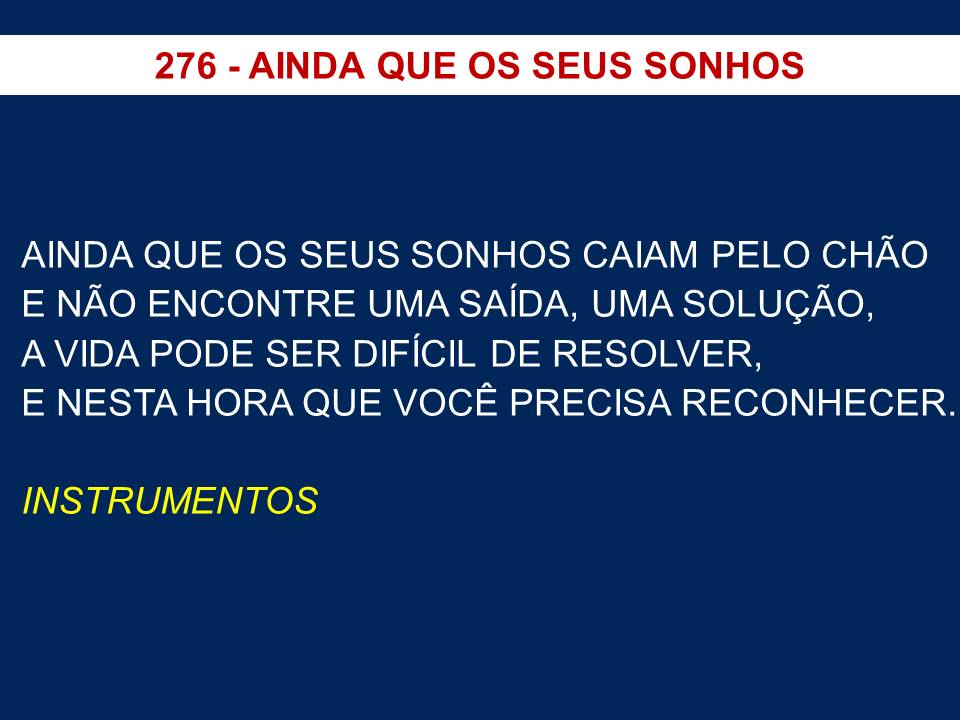 276 - AINDA QUE OS SEUS SONHOS
AINDA QUE OS SEUS SONHOS CAIAM PELO CHÃO
E NÃO ENCONTRE UMA SAÍDA, UMA SOLUÇÃO,
A VIDA PODE SER DIFÍCIL DE RESOLVER,
E NESTA HORA QUE VOCÊ PRECISA RECONHECER.
INSTRUMENTOS